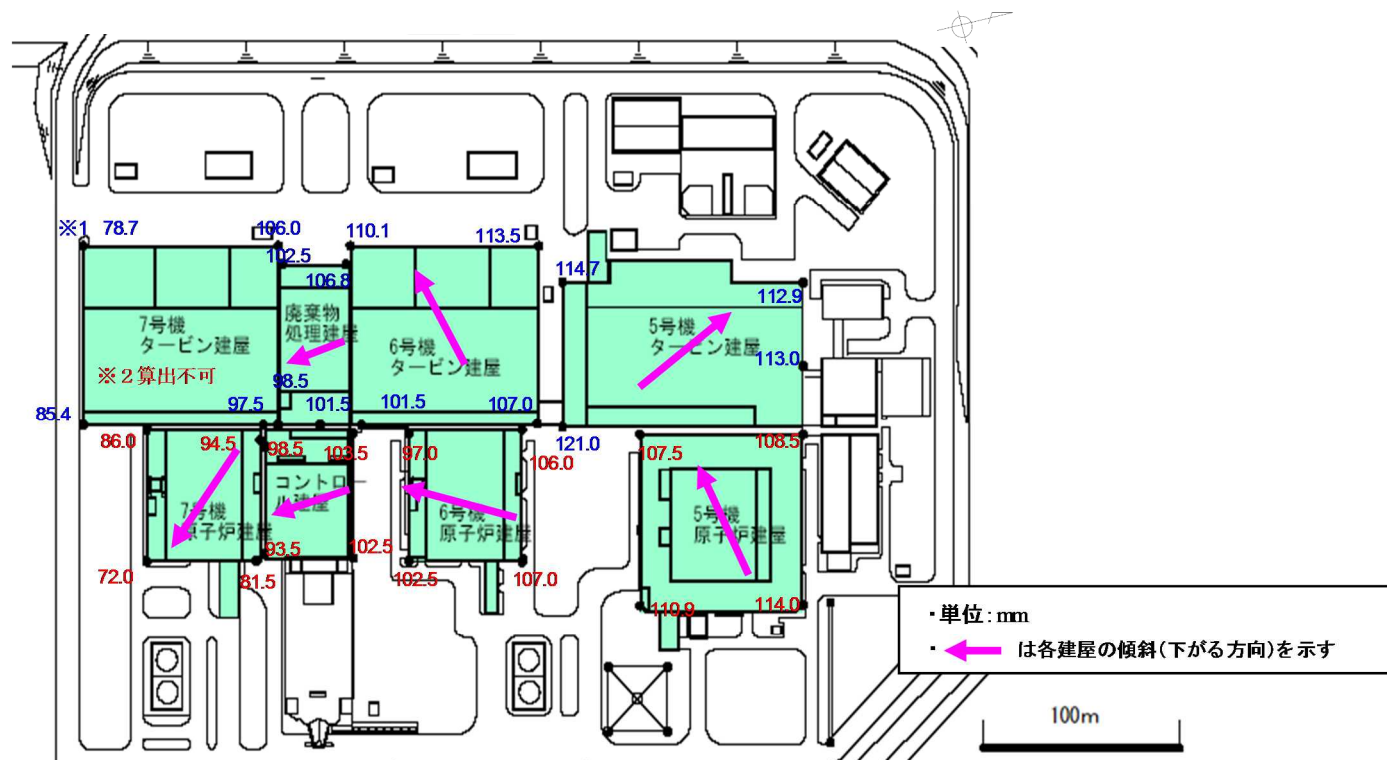 ※1 78.7
106.0
102.5
110.1
113.5
106.8
114.7
112.9
7号機
タービン建屋
廃棄物
処理建屋
6号機
タービン建屋
5号機
タービン建屋
113.0
※2算出不可
98.5
97.5
101.5
101.5
107.0
85.4
121.0
86.0
94.5
98.5
103.5
97.0
106.0
107.5
108.5
7号機
原子炉建屋
コントロー
ル建屋
6号機
原子炉建屋
5号機
原子炉建屋
93.5
102.5
72.0
81.5
102.5
107.0
110.9
114.0
・単位:mm
・ は各建屋の傾斜(下がる方向)を示す
100m